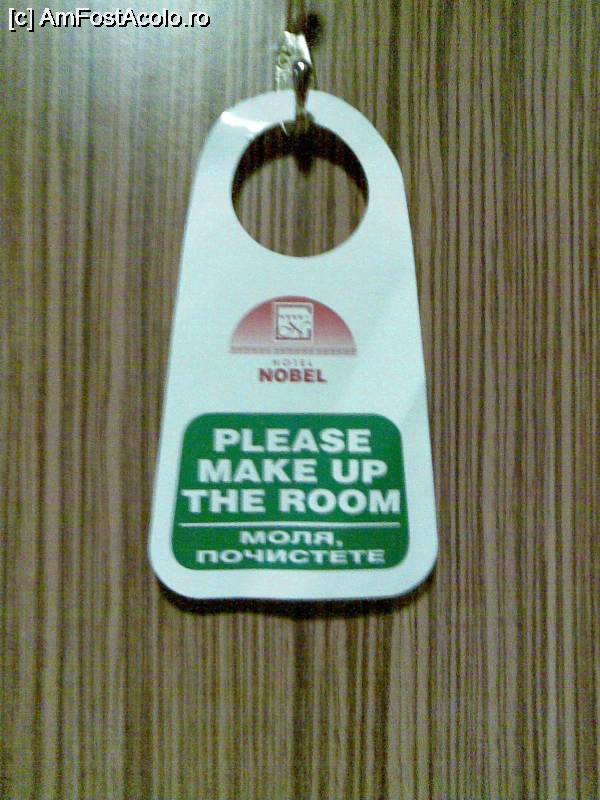 [c] AmFostAcolo.ro
HOTEL
NOBEL
PLEASE
MAKE UP
THE ROOM
МОЛЯ,
ПОЧИСТЕТЕ